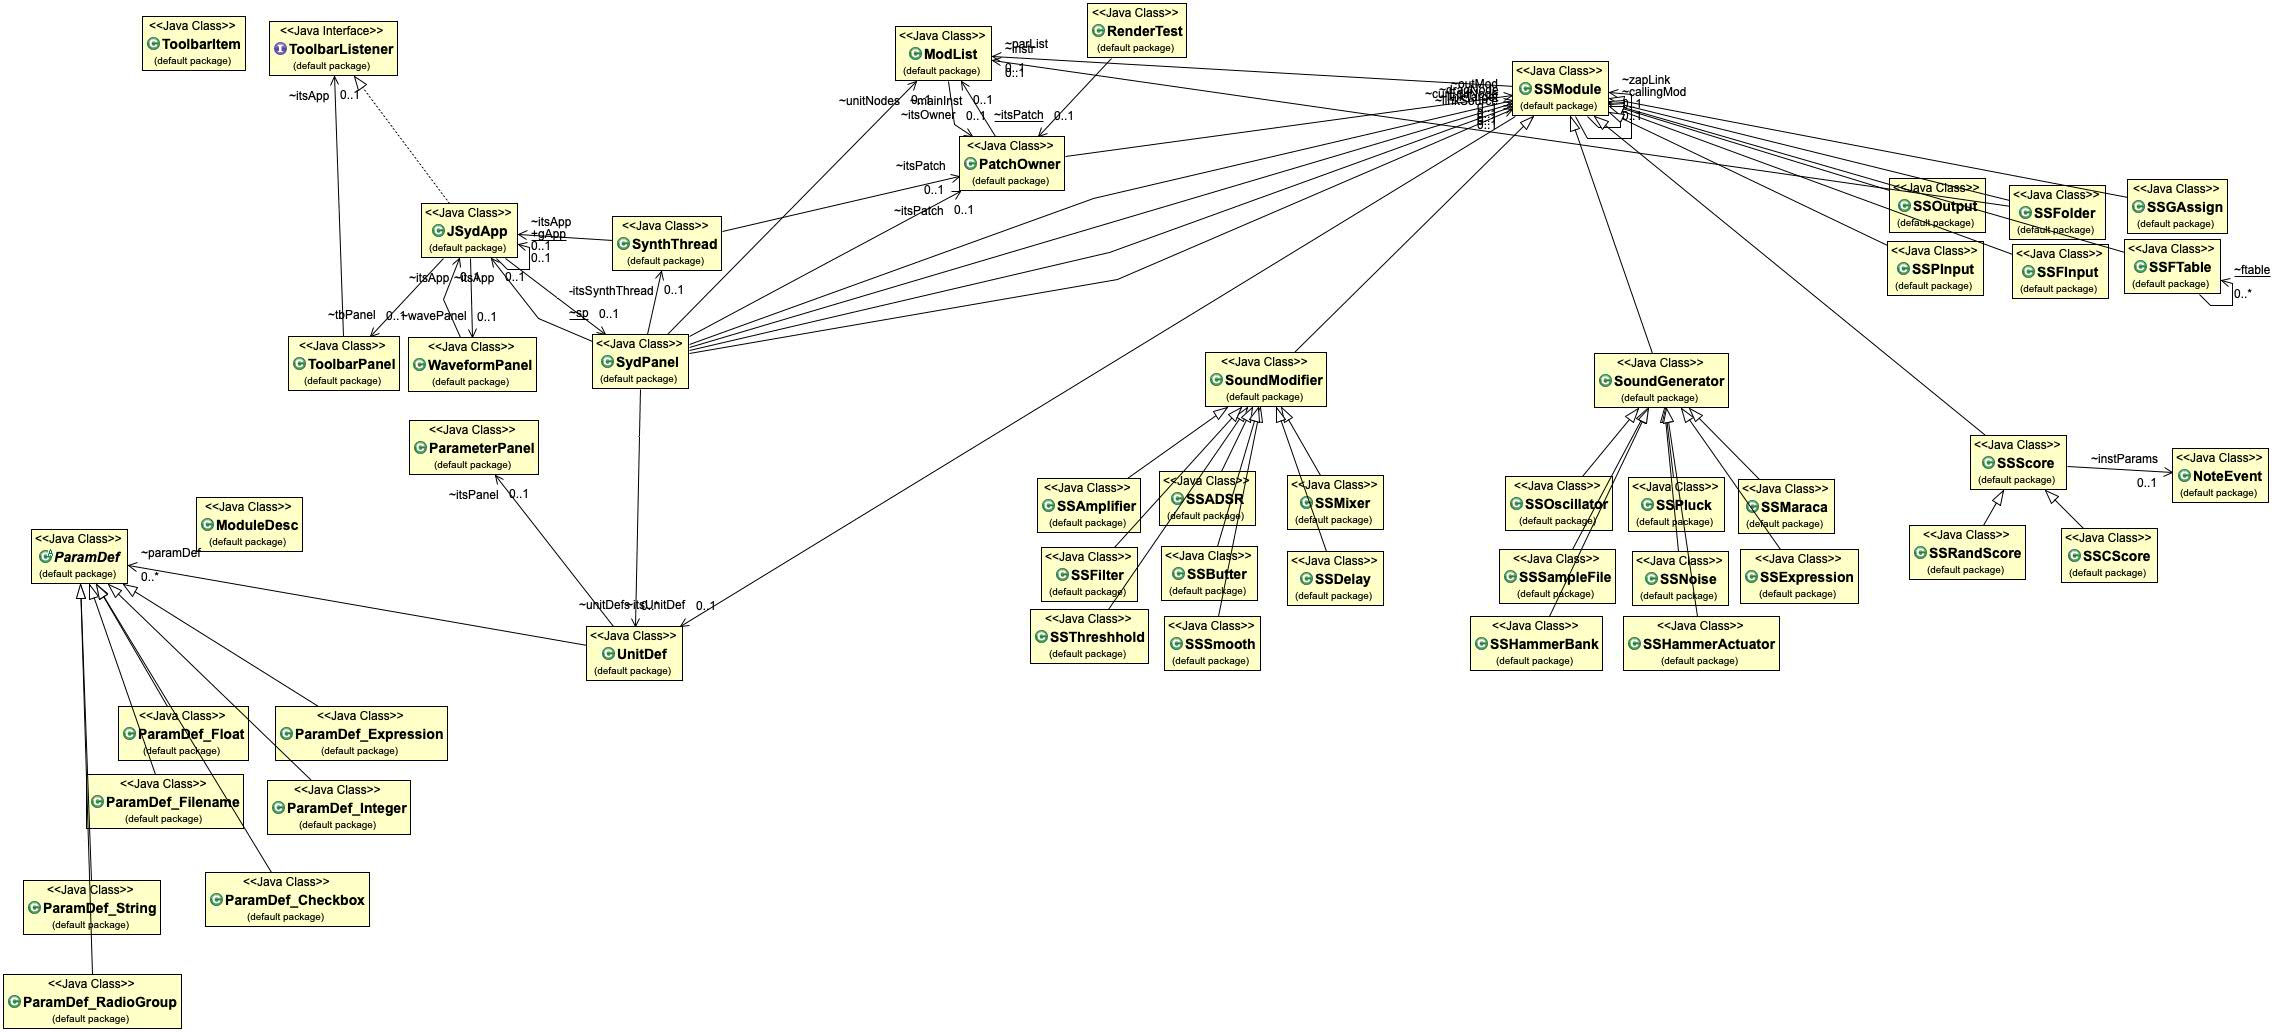 <<Java Class>>
ToolbarItem
(default package)
<<Java Interface>>
ToolbarListener
(default package)
<<Java Class>>
ModList
(default package)
<<Java Class>>
RenderTest
(default package)
<<Java Class>>
SSModule
(default package)
~parList
~instr
0..1
0..1
~outMod
~dragNode
~linkSource
0..1
~zapLink
~callingMod
0..1
0..1
~itsApp
0..1
~unitNodes
0..1
~mainInst
0..1
~itsOwner
0..1
~itsPatch
0..1
<<Java Class>>
PatchOwner
(default package)
~itsPatch
0..1
~itsPatch
0..1
<<Java Class>>
JSydApp
(default package)
~itsApp
+gApp
0..1
0..1
<<Java Class>>
SynthThread
(default package)
<<Java Class>>
SSOutput
(default package)
<<Java Class>>
SSFolder
(default package)
<<Java Class>>
SSGAssign
(default package)
<<Java Class>>
SSPInput
(default package)
<<Java Class>>
SSFInput
(default package)
<<Java Class>>
SSFTable
(default package)
~ftable
0..*
~itsApp
0..1
~itsApp
0..1
-itsSynthThread
0..1
~sp
0..1
~tbPanel
0..1
~wavePanel
0..1
<<Java Class>>
ToolbarPanel
(default package)
<<Java Class>>
WaveformPanel
(default package)
<<Java Class>>
SydPanel
(default package)
<<Java Class>>
SoundModifier
(default package)
<<Java Class>>
SoundGenerator
(default package)
<<Java Class>>
ParameterPanel
(default package)
~itsPanel
0..1
<<Java Class>>
SSScore
(default package)
~instParams
0..1
<<Java Class>>
NoteEvent
(default package)
<<Java Class>>
SSAmplifier
(default package)
<<Java Class>>
SSADSR
(default package)
<<Java Class>>
SSMixer
(default package)
<<Java Class>>
SSOscillator
(default package)
<<Java Class>>
SSPluck
(default package)
<<Java Class>>
SSMaraca
(default package)
<<Java Class>>
ModuleDesc
(default package)
<<Java Class>>
ParamDef
(default package)
~paramDef
0..*
<<Java Class>>
SSRandScore
(default package)
<<Java Class>>
SSCScore
(default package)
<<Java Class>>
SSFilter
(default package)
<<Java Class>>
SSButter
(default package)
<<Java Class>>
SSDelay
(default package)
<<Java Class>>
SSSampleFile
(default package)
<<Java Class>>
SSNoise
(default package)
<<Java Class>>
SSExpression
(default package)
~unitDefs
~itsUnitDef
0..1
<<Java Class>>
UnitDef
(default package)
<<Java Class>>
SSThreshhold
(default package)
<<Java Class>>
SSSmooth
(default package)
<<Java Class>>
SSHammerBank
(default package)
<<Java Class>>
SSHammerActuator
(default package)
<<Java Class>>
ParamDef_Float
(default package)
<<Java Class>>
ParamDef_Expression
(default package)
<<Java Class>>
ParamDef_Filename
(default package)
<<Java Class>>
ParamDef_Integer
(default package)
<<Java Class>>
ParamDef_String
(default package)
<<Java Class>>
ParamDef_Checkbox
(default package)
<<Java Class>>
ParamDef_RadioGroup
(default package)